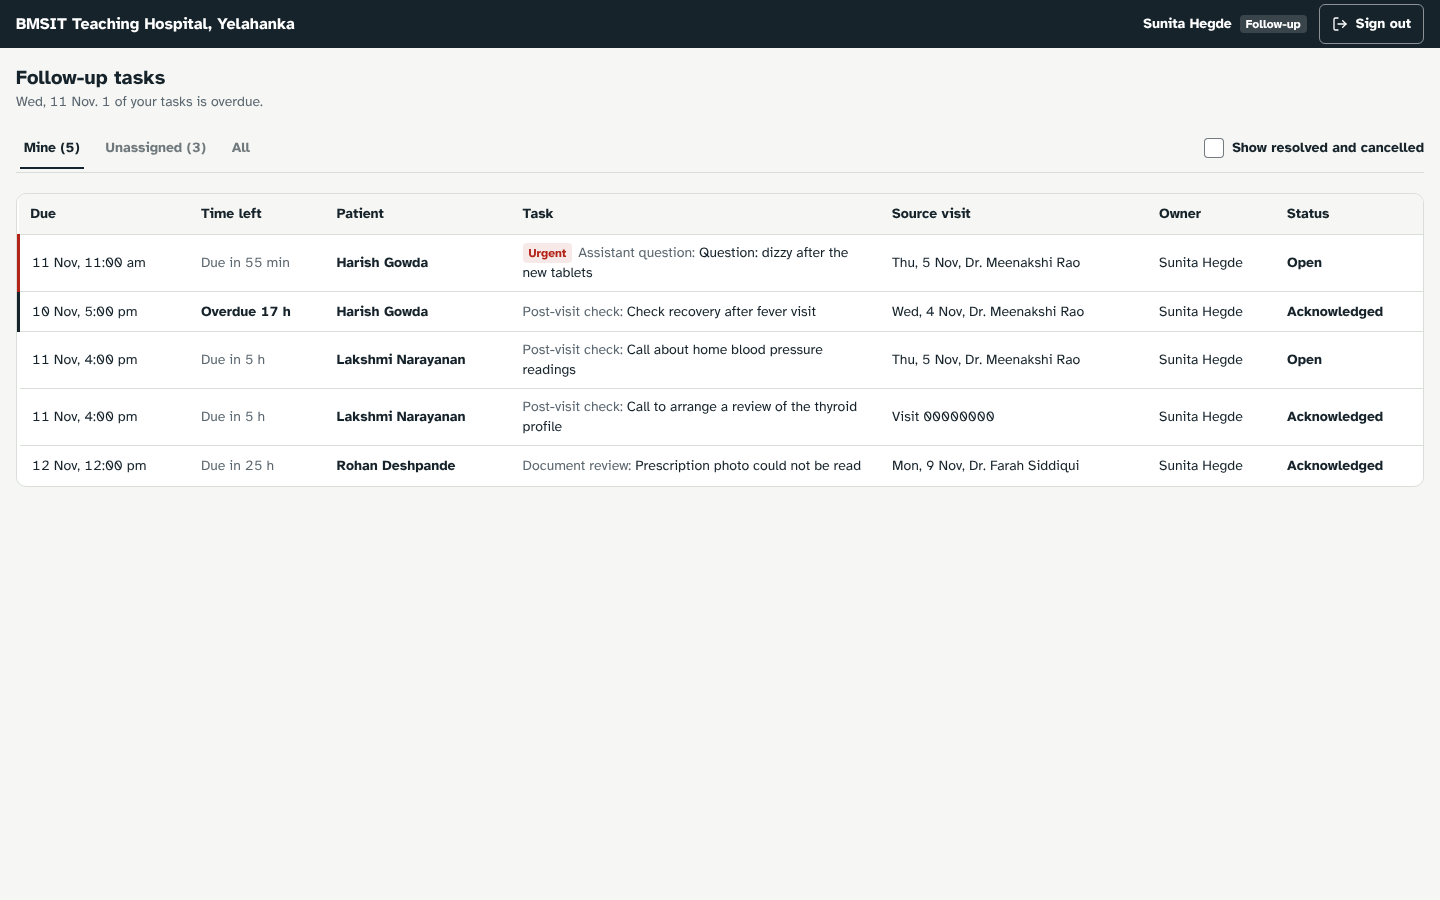 BMSIT Teaching Hospital, Yelahanka
Sunita Hegde Follow-up Sign out
Follow-up tasks
Wed, 11 Nov. 1 of your tasks is overdue.
Mine (5) Unassigned (3) All Show resolved and cancelled
Due Time left Patient Task Source visit Owner Status
11 Nov, 11:00 am Due in 55 min Harish Gowda Urgent Assistant question: Question: dizzy after the
new tablets
Thu, 5 Nov, Dr. Meenakshi Rao Sunita Hegde Open
10 Nov, 5:00 pm Overdue 17 h Harish Gowda Post-visit check: Check recovery after fever visit Wed, 4 Nov, Dr. Meenakshi Rao Sunita Hegde Acknowledged
11 Nov, 4:00 pm Due in 5 h Lakshmi Narayanan Post-visit check: Call about home blood pressure
readings
Thu, 5 Nov, Dr. Meenakshi Rao Sunita Hegde Open
11 Nov, 4:00 pm Due in 5 h Lakshmi Narayanan Post-visit check: Call to arrange a review of the thyroid
profile
Visit 00000000 Sunita Hegde Acknowledged
12 Nov, 12:00 pm Due in 25 h Rohan Deshpande Document review: Prescription photo could not be read Mon, 9 Nov, Dr. Farah Siddiqui Sunita Hegde Acknowledged